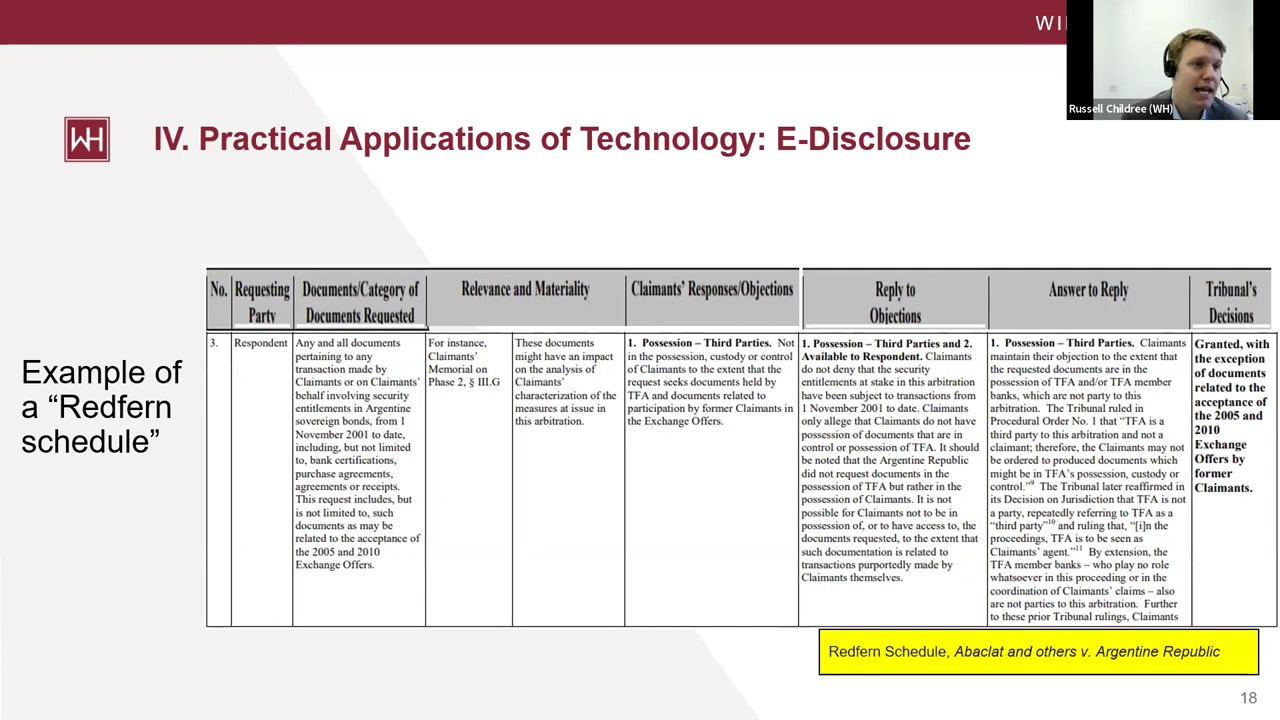 WI
Russell Childree (WH)
WH
IV. Practical Applications of Technology: E-Disclosure
Example of
a “Redfern
schedule”
No.
Requesting
Party
Documents/Category of
Documents Requested
Relevance and Materiality
Claimants’ Responses/Objections
Reply to
Objections
Answer to Reply
Tribunal’s
Decisions
3.
Respondent
Any and all documents
pertaining to any
transaction made by
Claimants or on Claimants’
behalf involving security
entitlements in Argentine
sovereign bonds, from 1
November 2001 to date,
including, but not limited
to, bank certifications,
purchase agreements,
agreements or receipts.
This request includes, but
is not limited to, such
documents as may be
related to the acceptance of
the 2005 and 2010
Exchange Offers.
For instance,
Claimants’
Memorial on
Phase 2, § III.G
These documents
might have an impact
on the analysis of
Claimants’
characterization of the
measures at issue in
this arbitration.
1. Possession – Third Parties. Not
in the possession, custody or control
of Claimants to the extent that the
request seeks documents held by
TFA and documents related to
participation by former Claimants in
the Exchange Offers.
1. Possession – Third Parties and 2.
Available to Respondent. Claimants
do not deny that the security
entitlements at stake in this arbitration
have been subject to transactions from
1 November 2001 to date. Claimants
only allege that Claimants do not have
possession of documents that are in
control or possession of TFA. It should
be noted that the Argentine Republic
did not request documents in the
possession of TFA but rather in the
possession of Claimants. It is not
possible for Claimants not to be in
possession of, or to have access to, the
documents requested, to the extent that
such documentation is related to
transactions purportedly made by
Claimants themselves.
1. Possession – Third Parties. Claimants
maintain their objection to the extent that
the requested documents are in the
possession of TFA and/or TFA member
banks, which are not party to this
arbitration. The Tribunal ruled in
Procedural Order No. 1 that “TFA is a
third party to this arbitration and not a
claimant; therefore, the Claimants may not
be ordered to produced documents which
might be in TFA’s possession, custody or
control.”9 The Tribunal later reaffirmed in
its Decision on Jurisdiction that TFA is not
a party, repeatedly referring to TFA as a
“third party”10 and ruling that, “[i]n the
proceedings, TFA is to be seen as
Claimants’ agent.”11 By extension, the
TFA member banks – who play no role
whatsoever in this proceeding or in the
coordination of Claimants’ claims – also
are not parties to this arbitration. Further
to these prior Tribunal rulings, Claimants
Granted, with
the exception
of documents
related to the
acceptance of
the 2005 and
2010
Exchange
Offers by
former
Claimants.
Redfern Schedule, Abaclat and others v. Argentine Republic
18